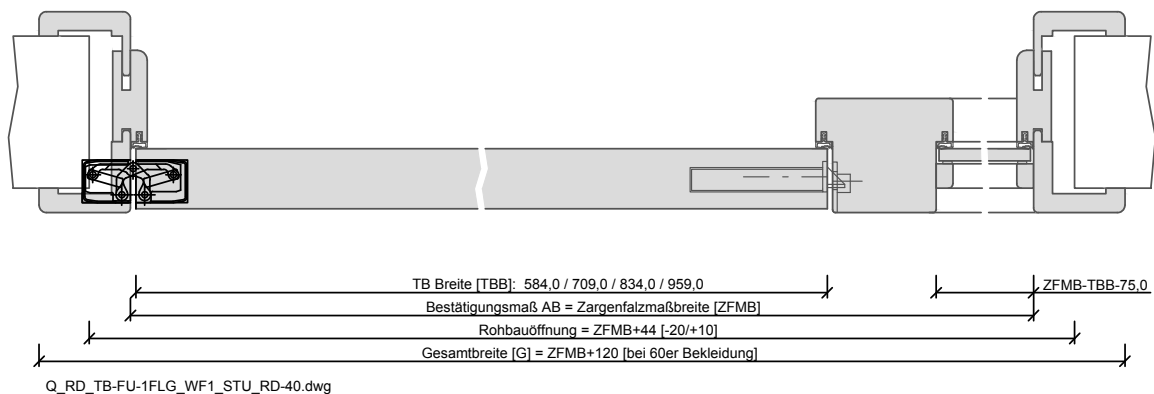 TB Breite [TBB]:  584,0 / 709,0 / 834,0 / 959,0
ZFMB-TBB-75,0
Bestätigungsmaß AB = Zargenfalzmaßbreite [ZFMB]
Rohbauöffnung = ZFMB+44 [-20/+10]
Gesamtbreite [G] = ZFMB+120 [bei 60er Bekleidung]
Q_RD_TB-FU-1FLG_WF1_STU_RD-40.dwg